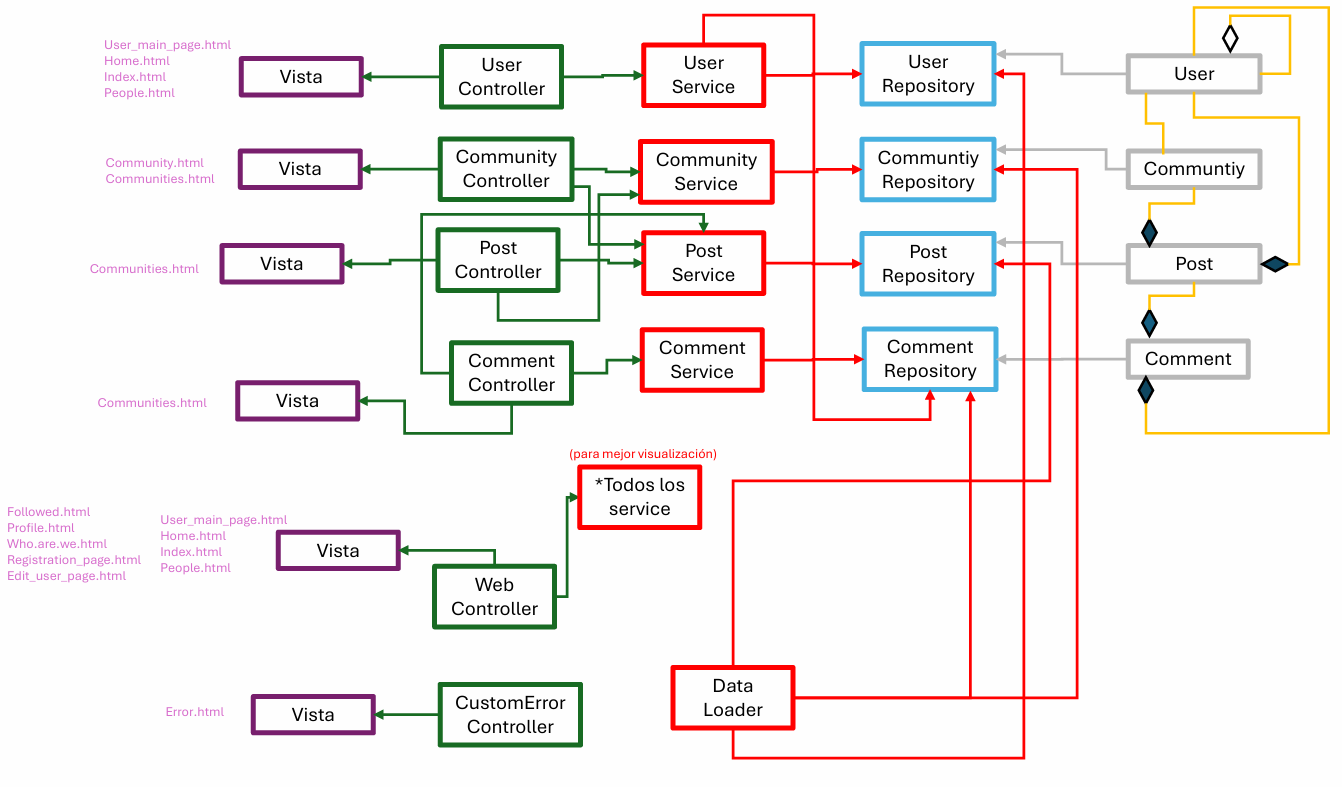 User_main_page.html
Home.html
Index.html
People.html
Vista
User
Controller
User
Service
User
Repository
User
Community.html
Communities.html
Vista
Community
Controller
Community
Service
Communtiy
Repository
Communtiy
Communities.html
Vista
Post
Controller
Post
Service
Post
Repository
Post
Communities.html
Vista
Comment
Controller
Comment
Service
Comment
Repository
Comment
(para mejor visualización)
*Todos los
service
Followed.html
Profile.html
Who.are.we.html
Registration_page.html
Edit_user_page.html
User_main_page.html
Home.html
Index.html
People.html
Vista
Web
Controller
Error.html
Vista
CustomError
Controller
Data
Loader